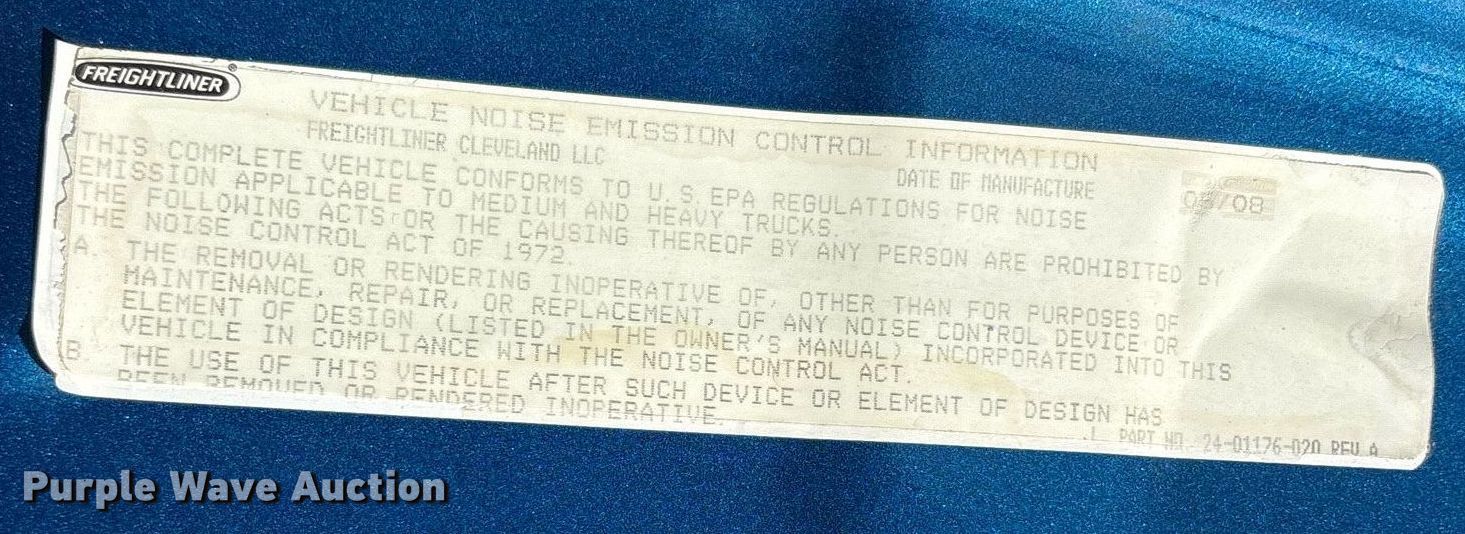 FREIGHTLINER
VEHICLE NOISE EMISSION CONTROL INFORMATION
FREIGHTLINER CLEVELAND LLC
DATE OF MANUFACTURE /08
THIS COMPLETE VEHICLE CONFORMS TO U.S.EPA REGULATIONS FOR NOISE
EMISSION APPLICABLE TO MEDIUM AND HEAVY TRUCKS.
THE FOLLOWING ACTS OR THE CAUSING THEREOF BY ANY PERSON ARE PROHIBITED BY
THE NOISE CONTROL ACT OF 1972.
A. THE REMOVAL OR RENDERING INOPERATIVE OF, OTHER THAN FOR PURPOSES OF
MAINTENANCE, REPAIR, OR REPLACEMENT, OF ANY NOISE CONTROL DEVICE OR
ELEMENT OF DESIGN (LISTED IN THE OWNER'S MANUAL) INCORPORATED INTO THIS
VEHICLE IN COMPLIANCE WITH THE NOISE CONTROL ACT.
B. THE USE OF THIS VEHICLE AFTER SUCH DEVICE OR ELEMENT OF DESIGN HAS
BEEN REMOVED OR RENDERED INOPERATIVE.
PART NO. 24-01176-020 REV A
Purple Wave Auction